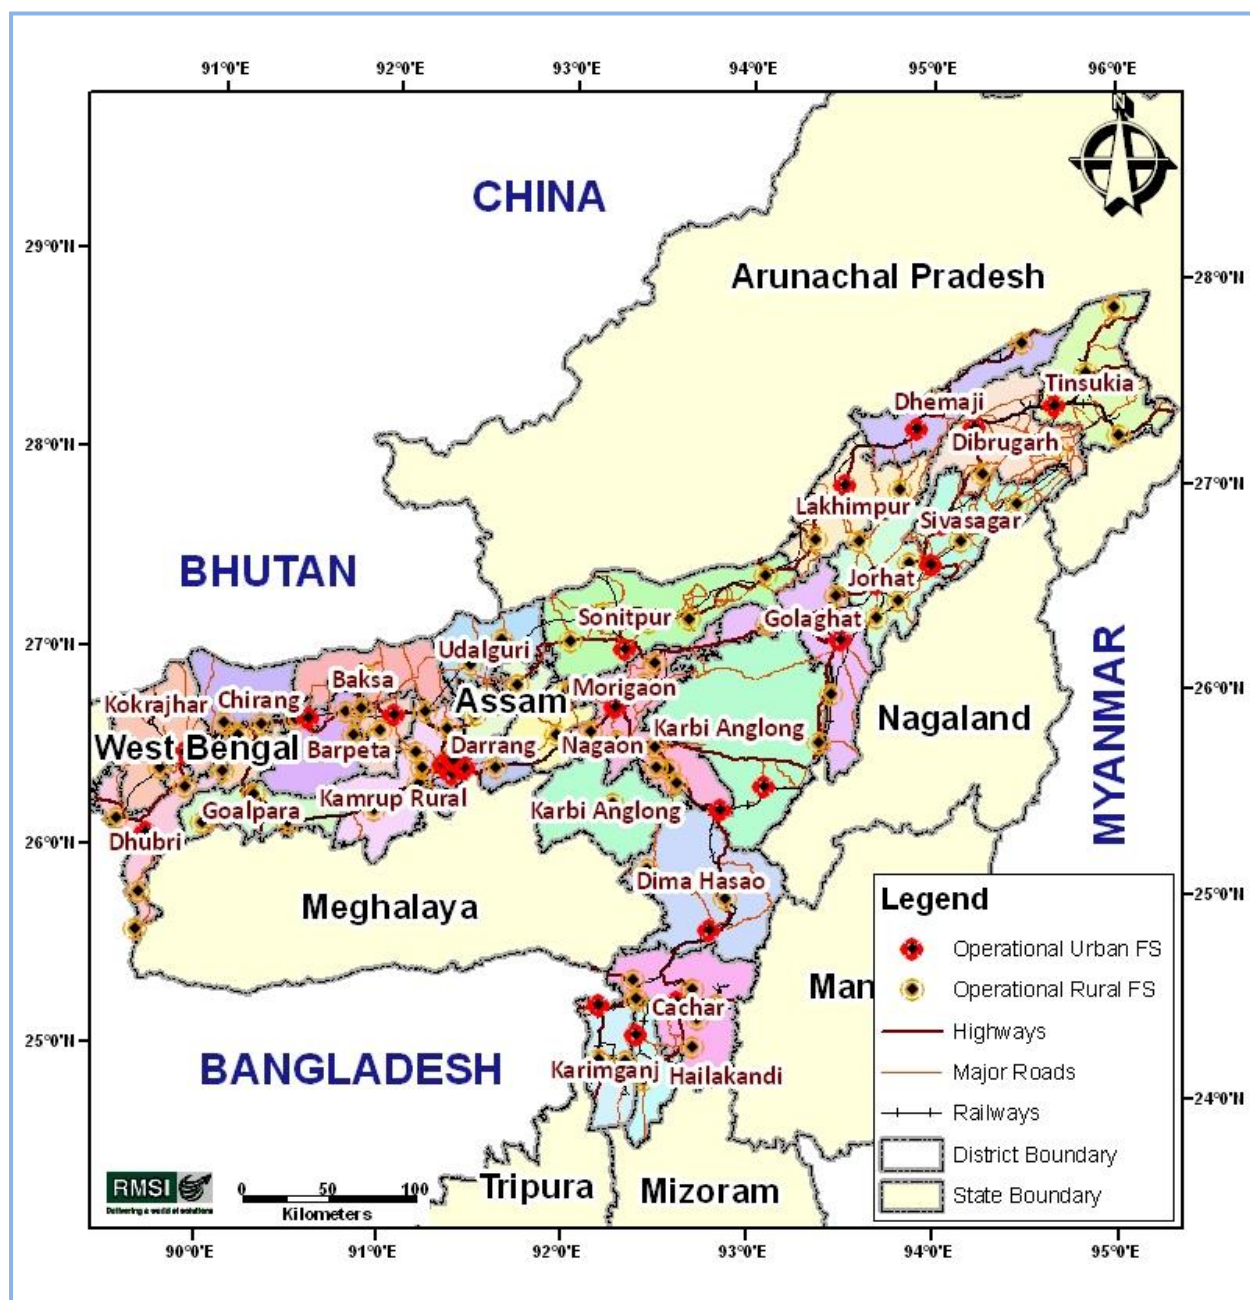 91°0'E 92°0'E 93°0'E 94°0'E 95°0'E 96°0'E
N
CHINA
29°0'N
Arunachal Pradesh
28°0'N
Tinsukia
Dhemaji
Dibrugarh
28°0'N
27°0'N
Lakhimpur
Sivasagar
BHUTAN
Jorhat
Sonitpur
Golaghat
27°0'N
Udalguri
MYANMAR
Baksa
Morigaon
26°0'N
Kokrajhar
Chirang
Assam
Nagaland
Karbi Anglong
West Bengal
Barpeta
Darrang
Nagaon
Kamrup Rural
Goalpara
Karbi Anglong
Dhubri
26°0'N
Dima Hasao
25°0'N
Meghalaya
Legend
Operational Urban FS
Man
Operational Rural FS
Cachar
Highways
25°0'N
BANGLADESH
Karimganj
Hailakandi
Major Roads
24°0'N
Railways
District Boundary
RMSI
Delivering a world of solutions
0 50 100
Kilometers
Tripura
Mizoram
State Boundary
90°0'E 91°0'E 92°0'E 93°0'E 94°0'E 95°0'E